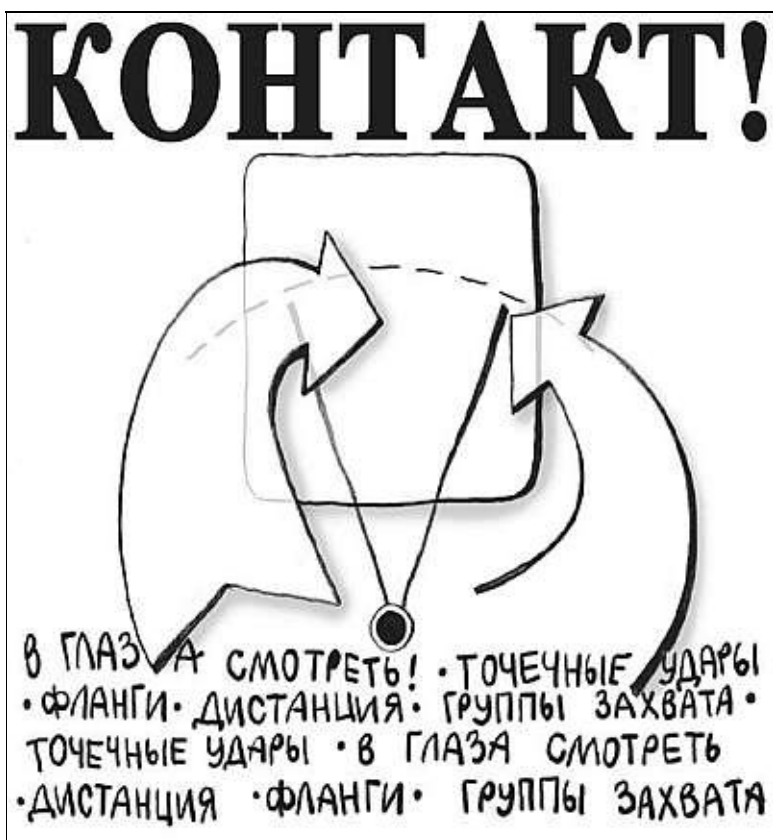 КОНТАКТ!
В ГЛАЗА СМОТРЕТЬ! • ТОЧЕЧНЫЕ УДАРЫ
• ФЛАНГИ • ДИСТАНЦИЯ • ГРУППЫ ЗАХВАТА •
ТОЧЕЧНЫЕ УДАРЫ • В ГЛАЗА СМОТРЕТЬ
• ДИСТАНЦИЯ • ФЛАНГИ • ГРУППЫ ЗАХВАТА